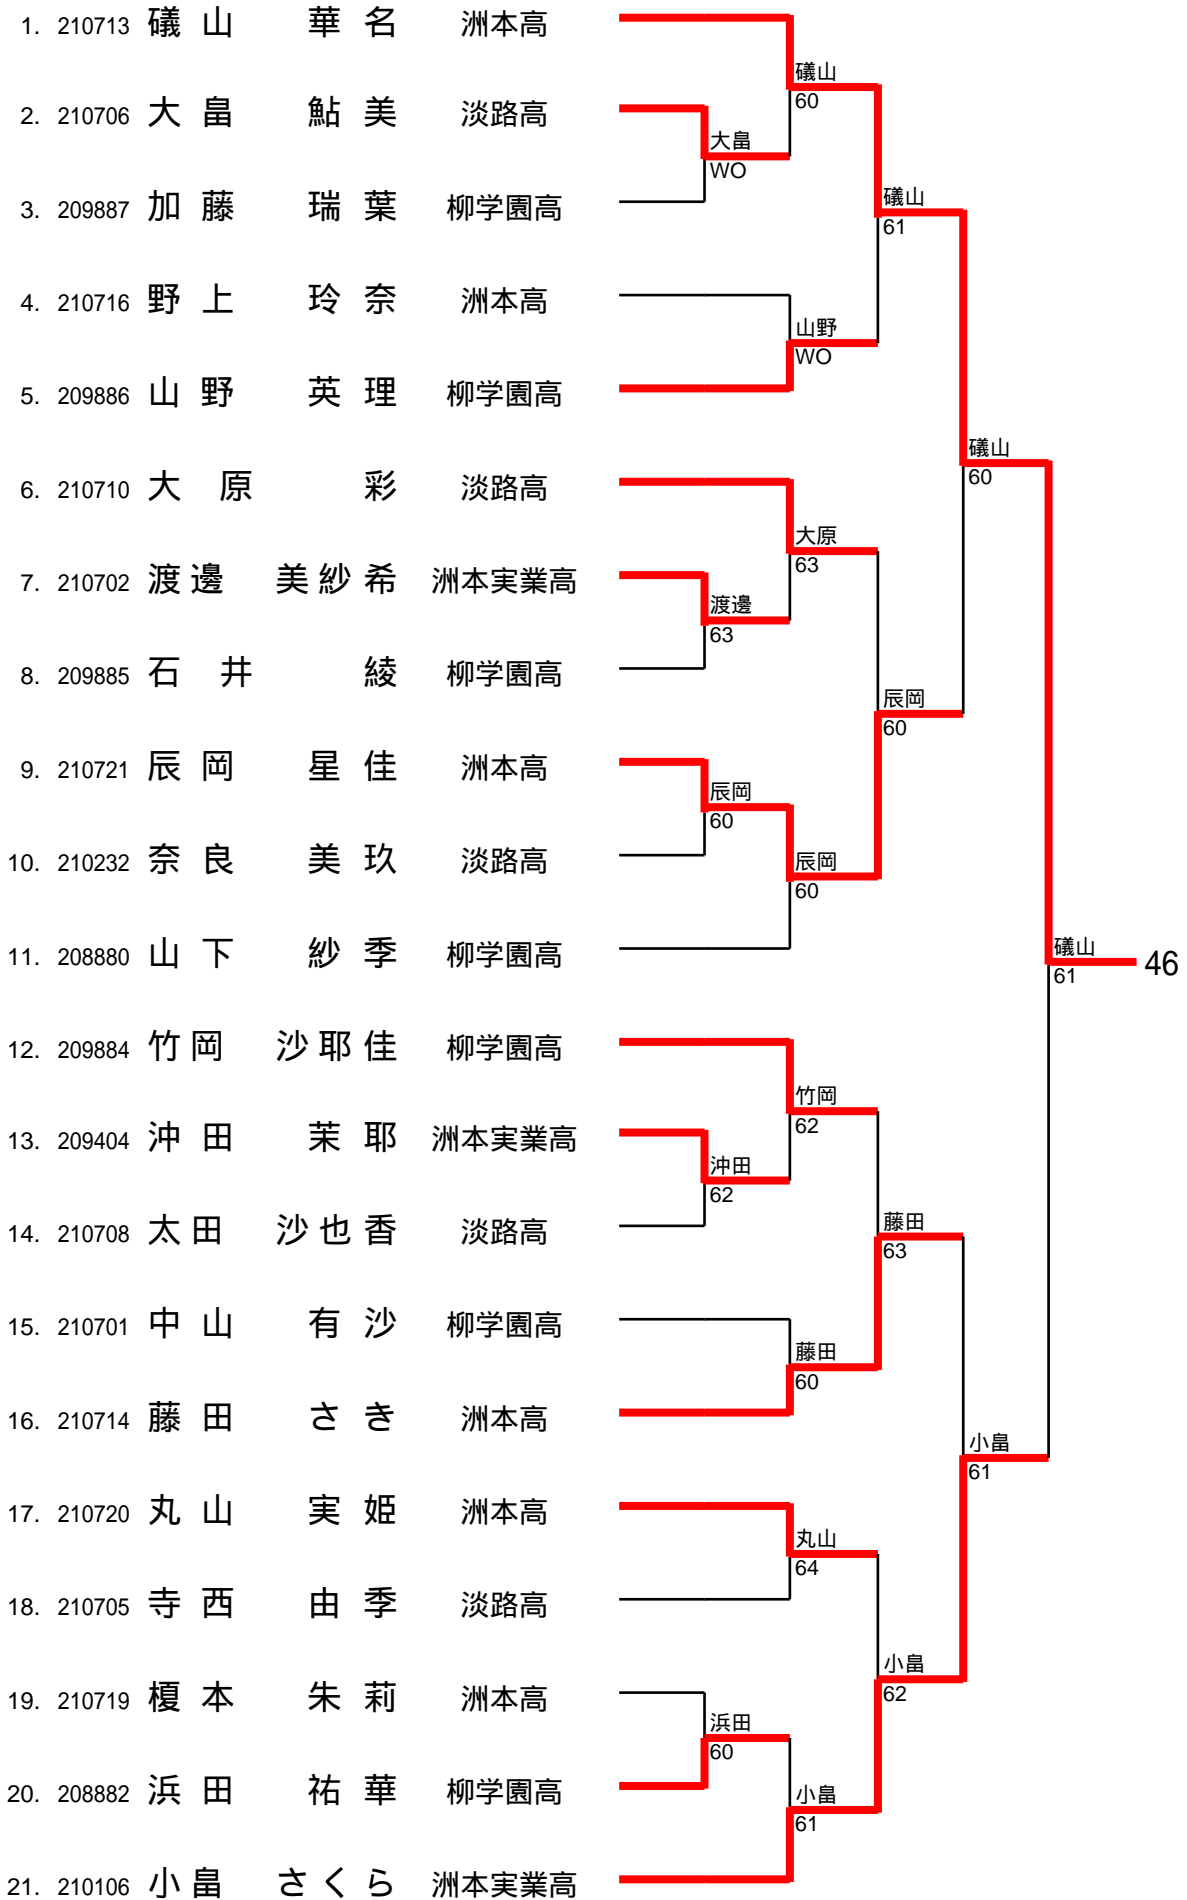 1. 210713 礒山 華名 洲本高
礒山
60
2. 210706 大畠 鮎美 淡路高
大畠
WO
3. 209887 加藤 瑞葉 柳学園高
礒山
61
4. 210716 野上 玲奈 洲本高
山野
WO
5. 209886 山野 英理 柳学園高
礒山
60
6. 210710 大原 彩 淡路高
大原
63
7. 210702 渡邊 美紗希 洲本実業高
渡邊
63
8. 209885 石井 綾 柳学園高
辰岡
60
9. 210721 辰岡 星佳 洲本高
辰岡
60
10. 210232 奈良 美玖 淡路高
辰岡
60
11. 208880 山下 紗季 柳学園高
礒山
61
46
12. 209884 竹岡 沙耶佳 柳学園高
竹岡
62
13. 209404 沖田 茉耶 洲本実業高
沖田
62
14. 210708 太田 沙也香 淡路高
藤田
63
15. 210701 中山 有沙 柳学園高
藤田
60
16. 210714 藤田 さき 洲本高
小畠
61
17. 210720 丸山 実姫 洲本高
丸山
64
18. 210705 寺西 由季 淡路高
小畠
62
19. 210719 榎本 朱莉 洲本高
浜田
60
20. 208882 浜田 祐華 柳学園高
小畠
61
21. 210106 小畠 さくら 洲本実業高